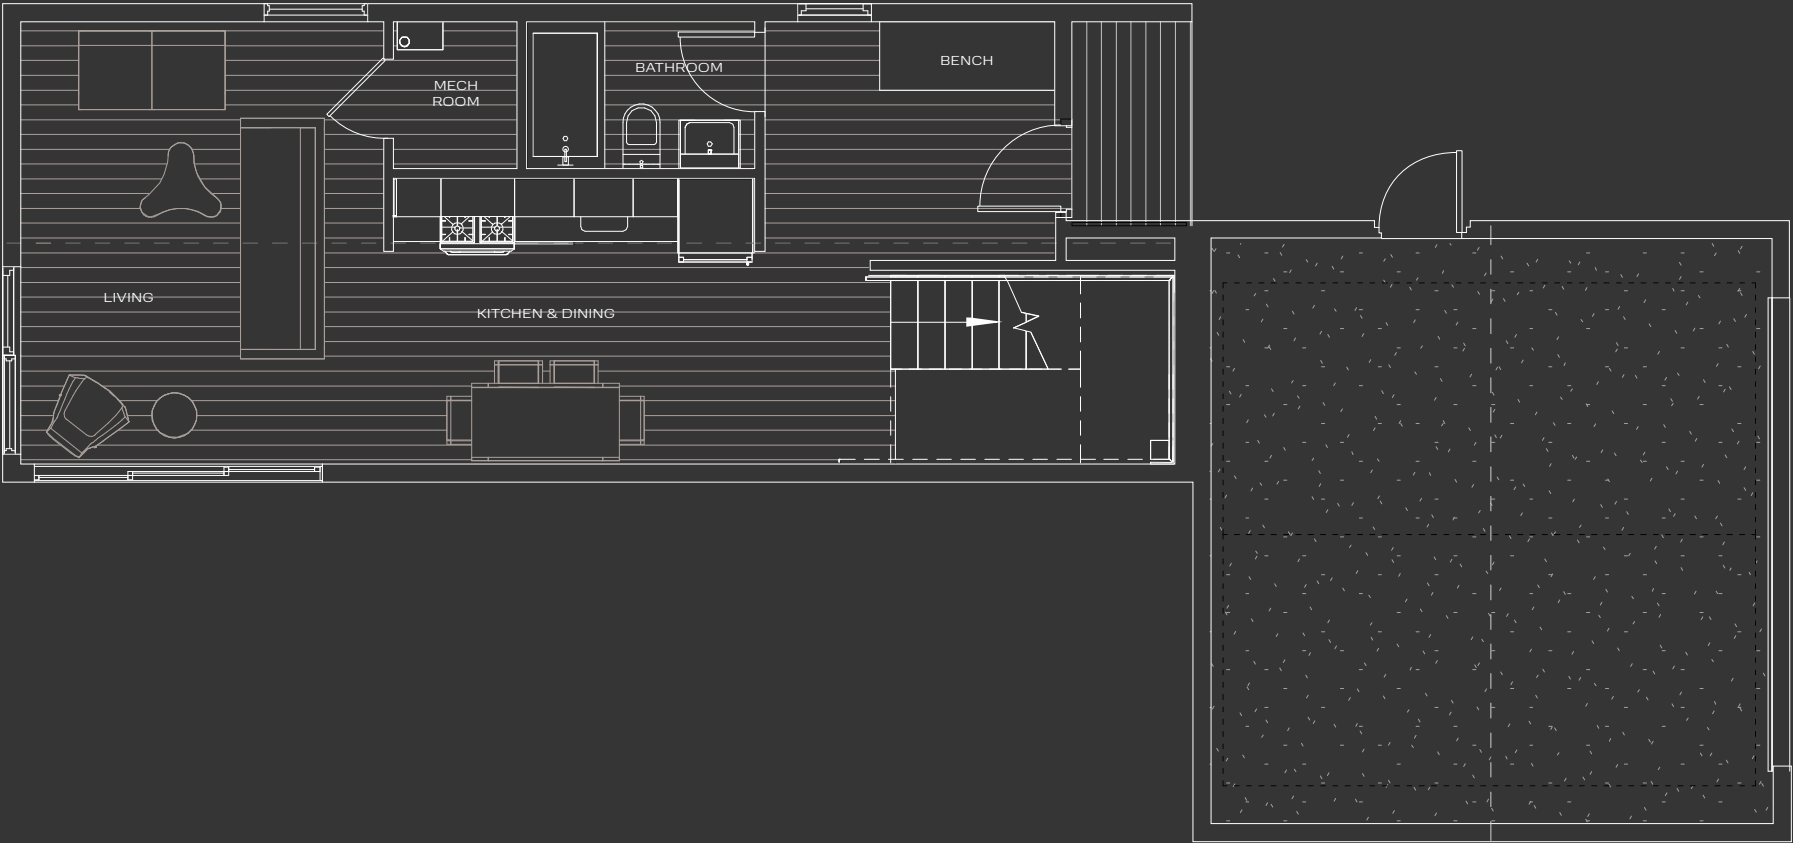 MECH
ROOM
BATHROOM
BENCH
LIVING
KITCHEN & DINING